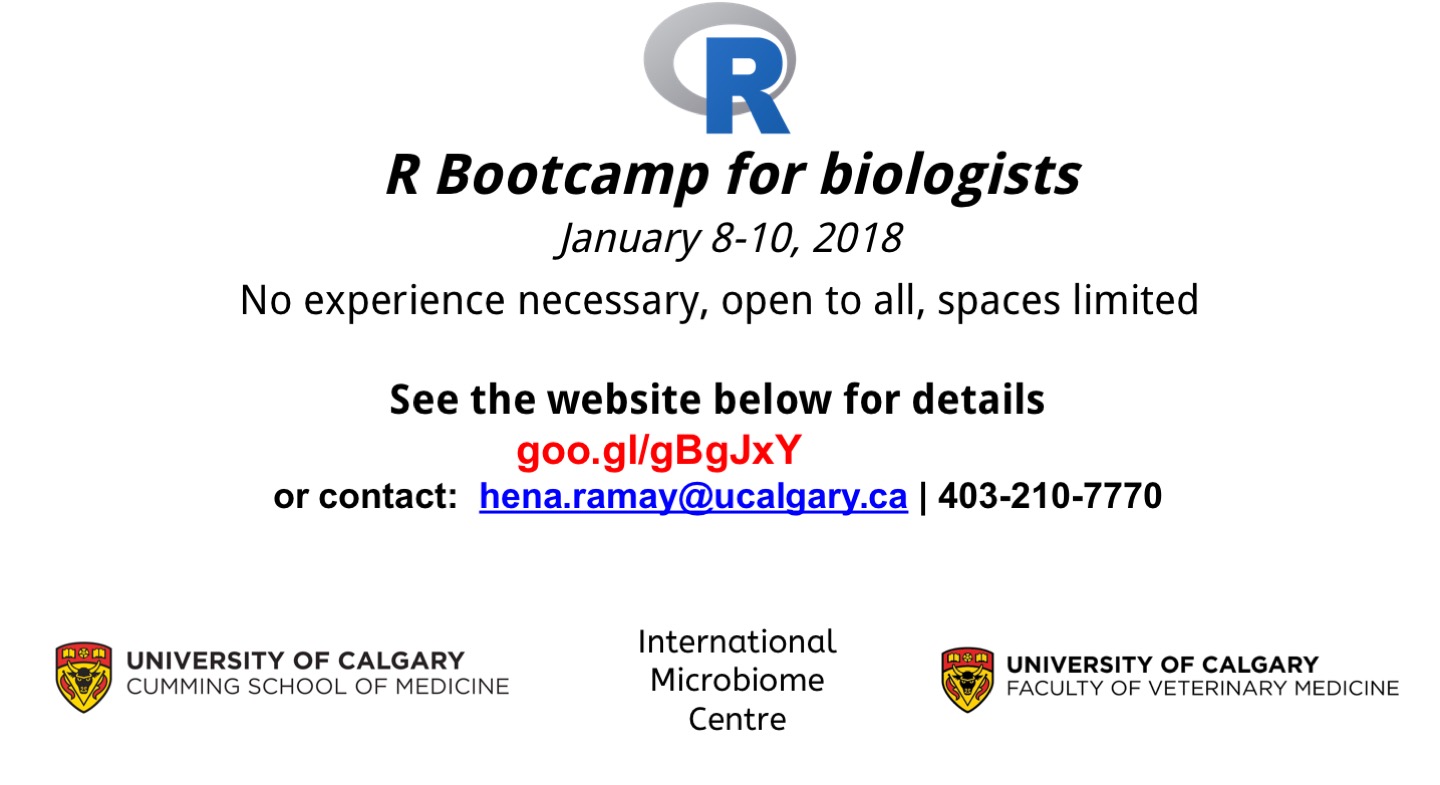 R
R Bootcamp for biologists
January 8-10, 2018
No experience necessary, open to all, spaces limited
See the website below for details
goo.gl/gBgJxY
or contact: hena.ramay@ucalgary.ca | 403-210-7770
UNIVERSITY OF CALGARY
CUMMING SCHOOL OF MEDICINE
International
Microbiome
Centre
UNIVERSITY OF CALGARY
FACULTY OF VETERINARY MEDICINE